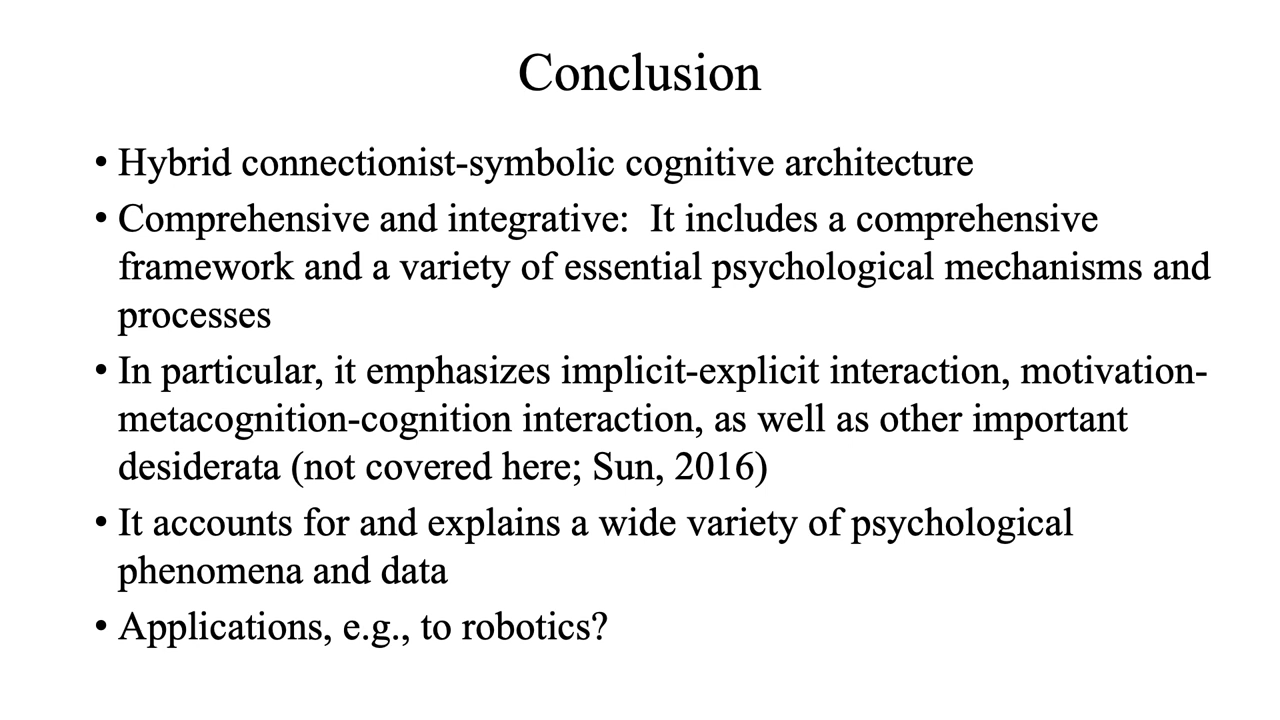 Conclusion
• Hybrid connectionist-symbolic cognitive architecture
• Comprehensive and integrative:  It includes a comprehensive
framework and a variety of essential psychological mechanisms and
processes
• In particular, it emphasizes implicit-explicit interaction, motivation-
metacognition-cognition interaction, as well as other important
desiderata (not covered here; Sun, 2016)
• It accounts for and explains a wide variety of psychological
phenomena and data
• Applications, e.g., to robotics?